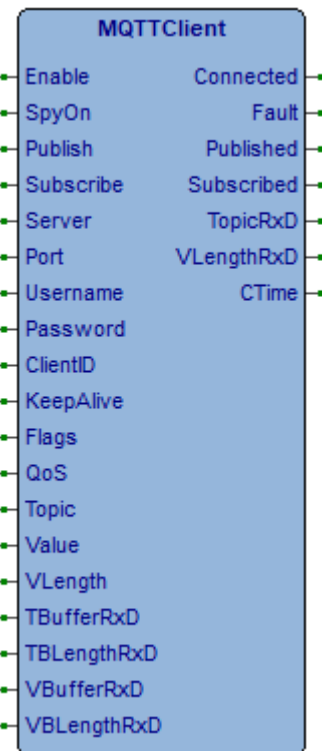 MQTTClient
Enable Connected
SpyOn Fault
Publish Published
Subscribe Subscribed
Server TopicRxD
Port VLengthRxD
Username CTime
Password
ClientID
KeepAlive
Flags
QoS
Topic
Value
VLength
TBufferRxD
TBLengthRxD
VBufferRxD
VBLengthRxD